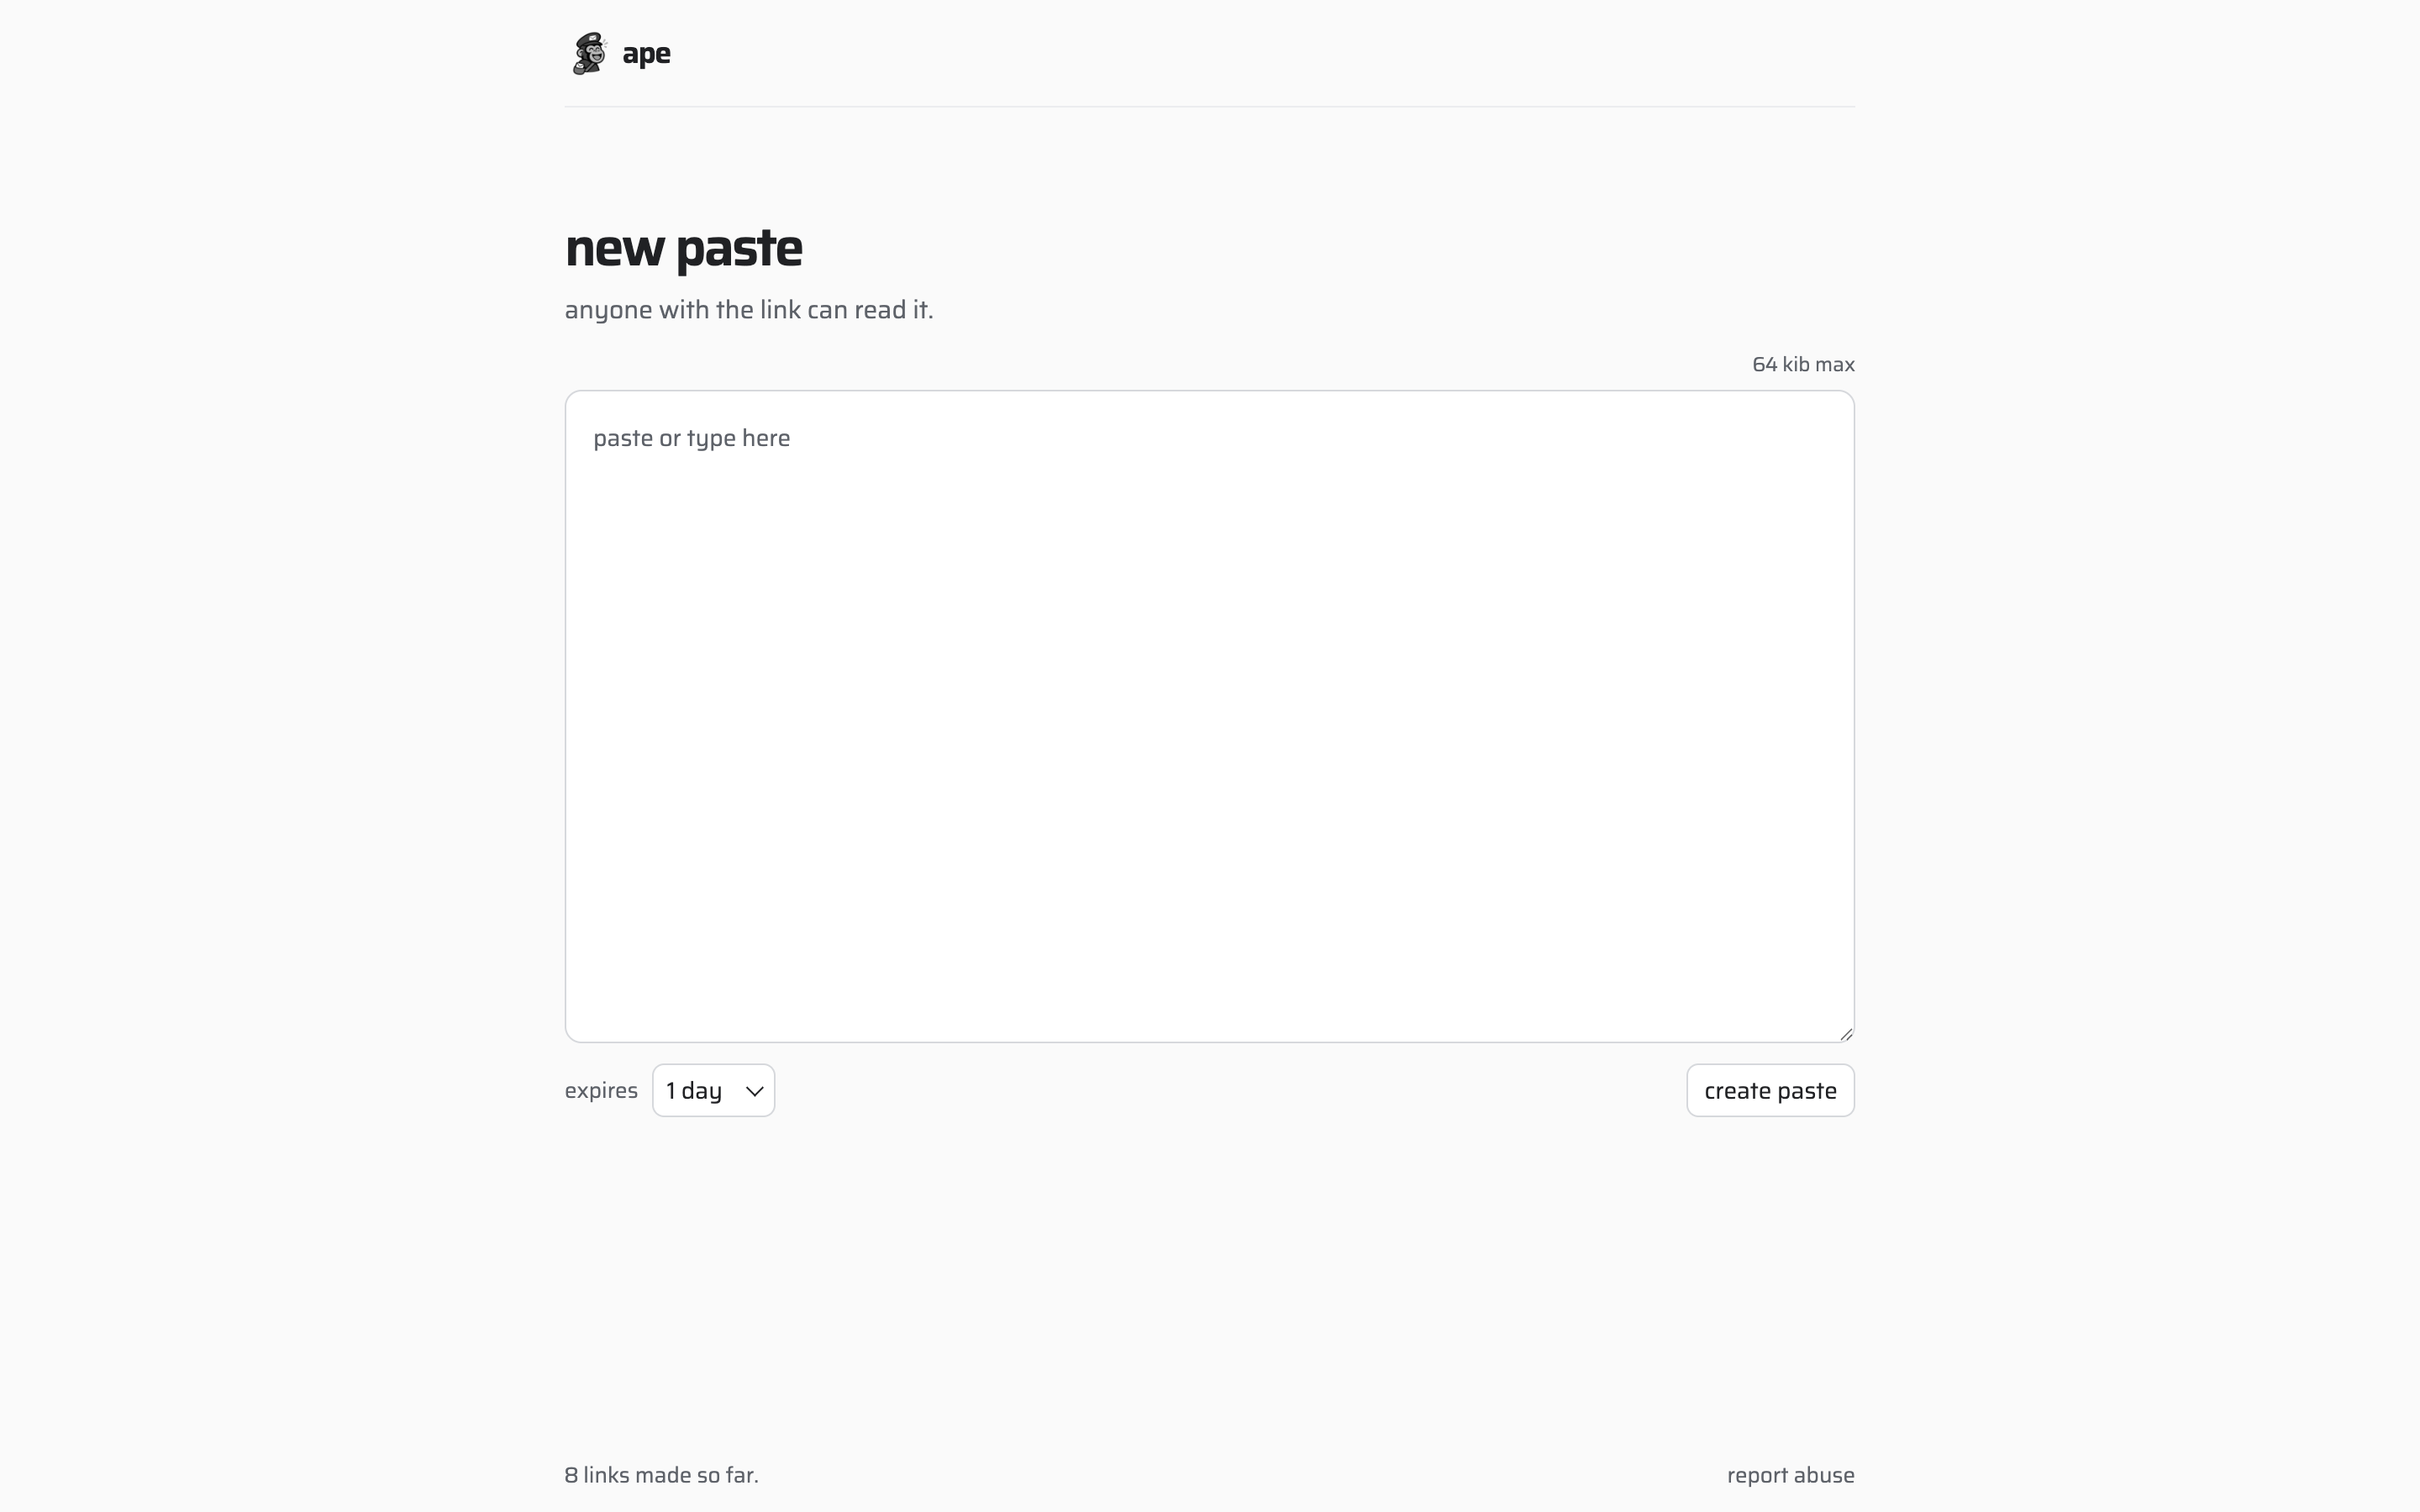 ape
new paste
anyone with the link can read it.
64 kib max
paste or type here
expires 1 day create paste
8 links made so far. report abuse